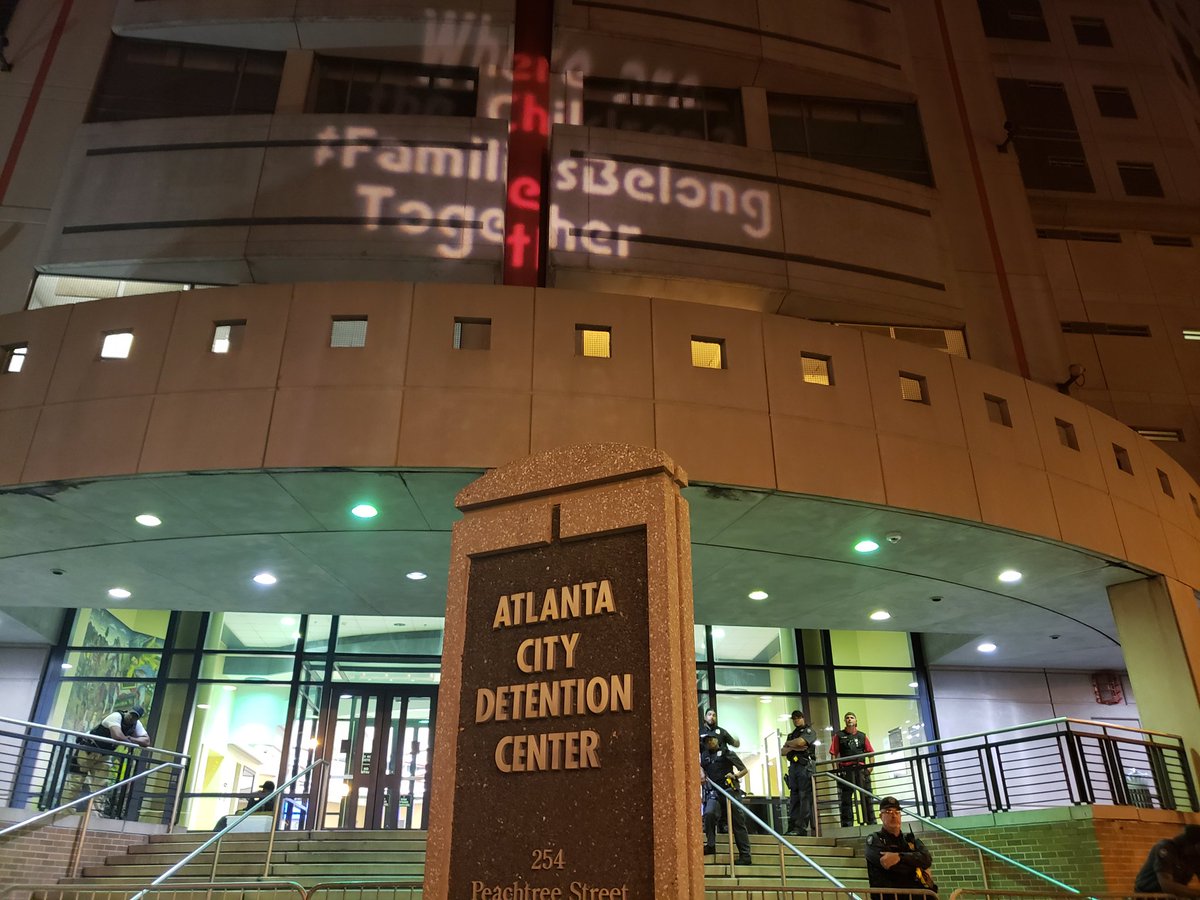 Where are
the Children?
#FamiliesBelong
Together
ATLANTA
CITY
DETENTION
CENTER
254
Peachtree Street